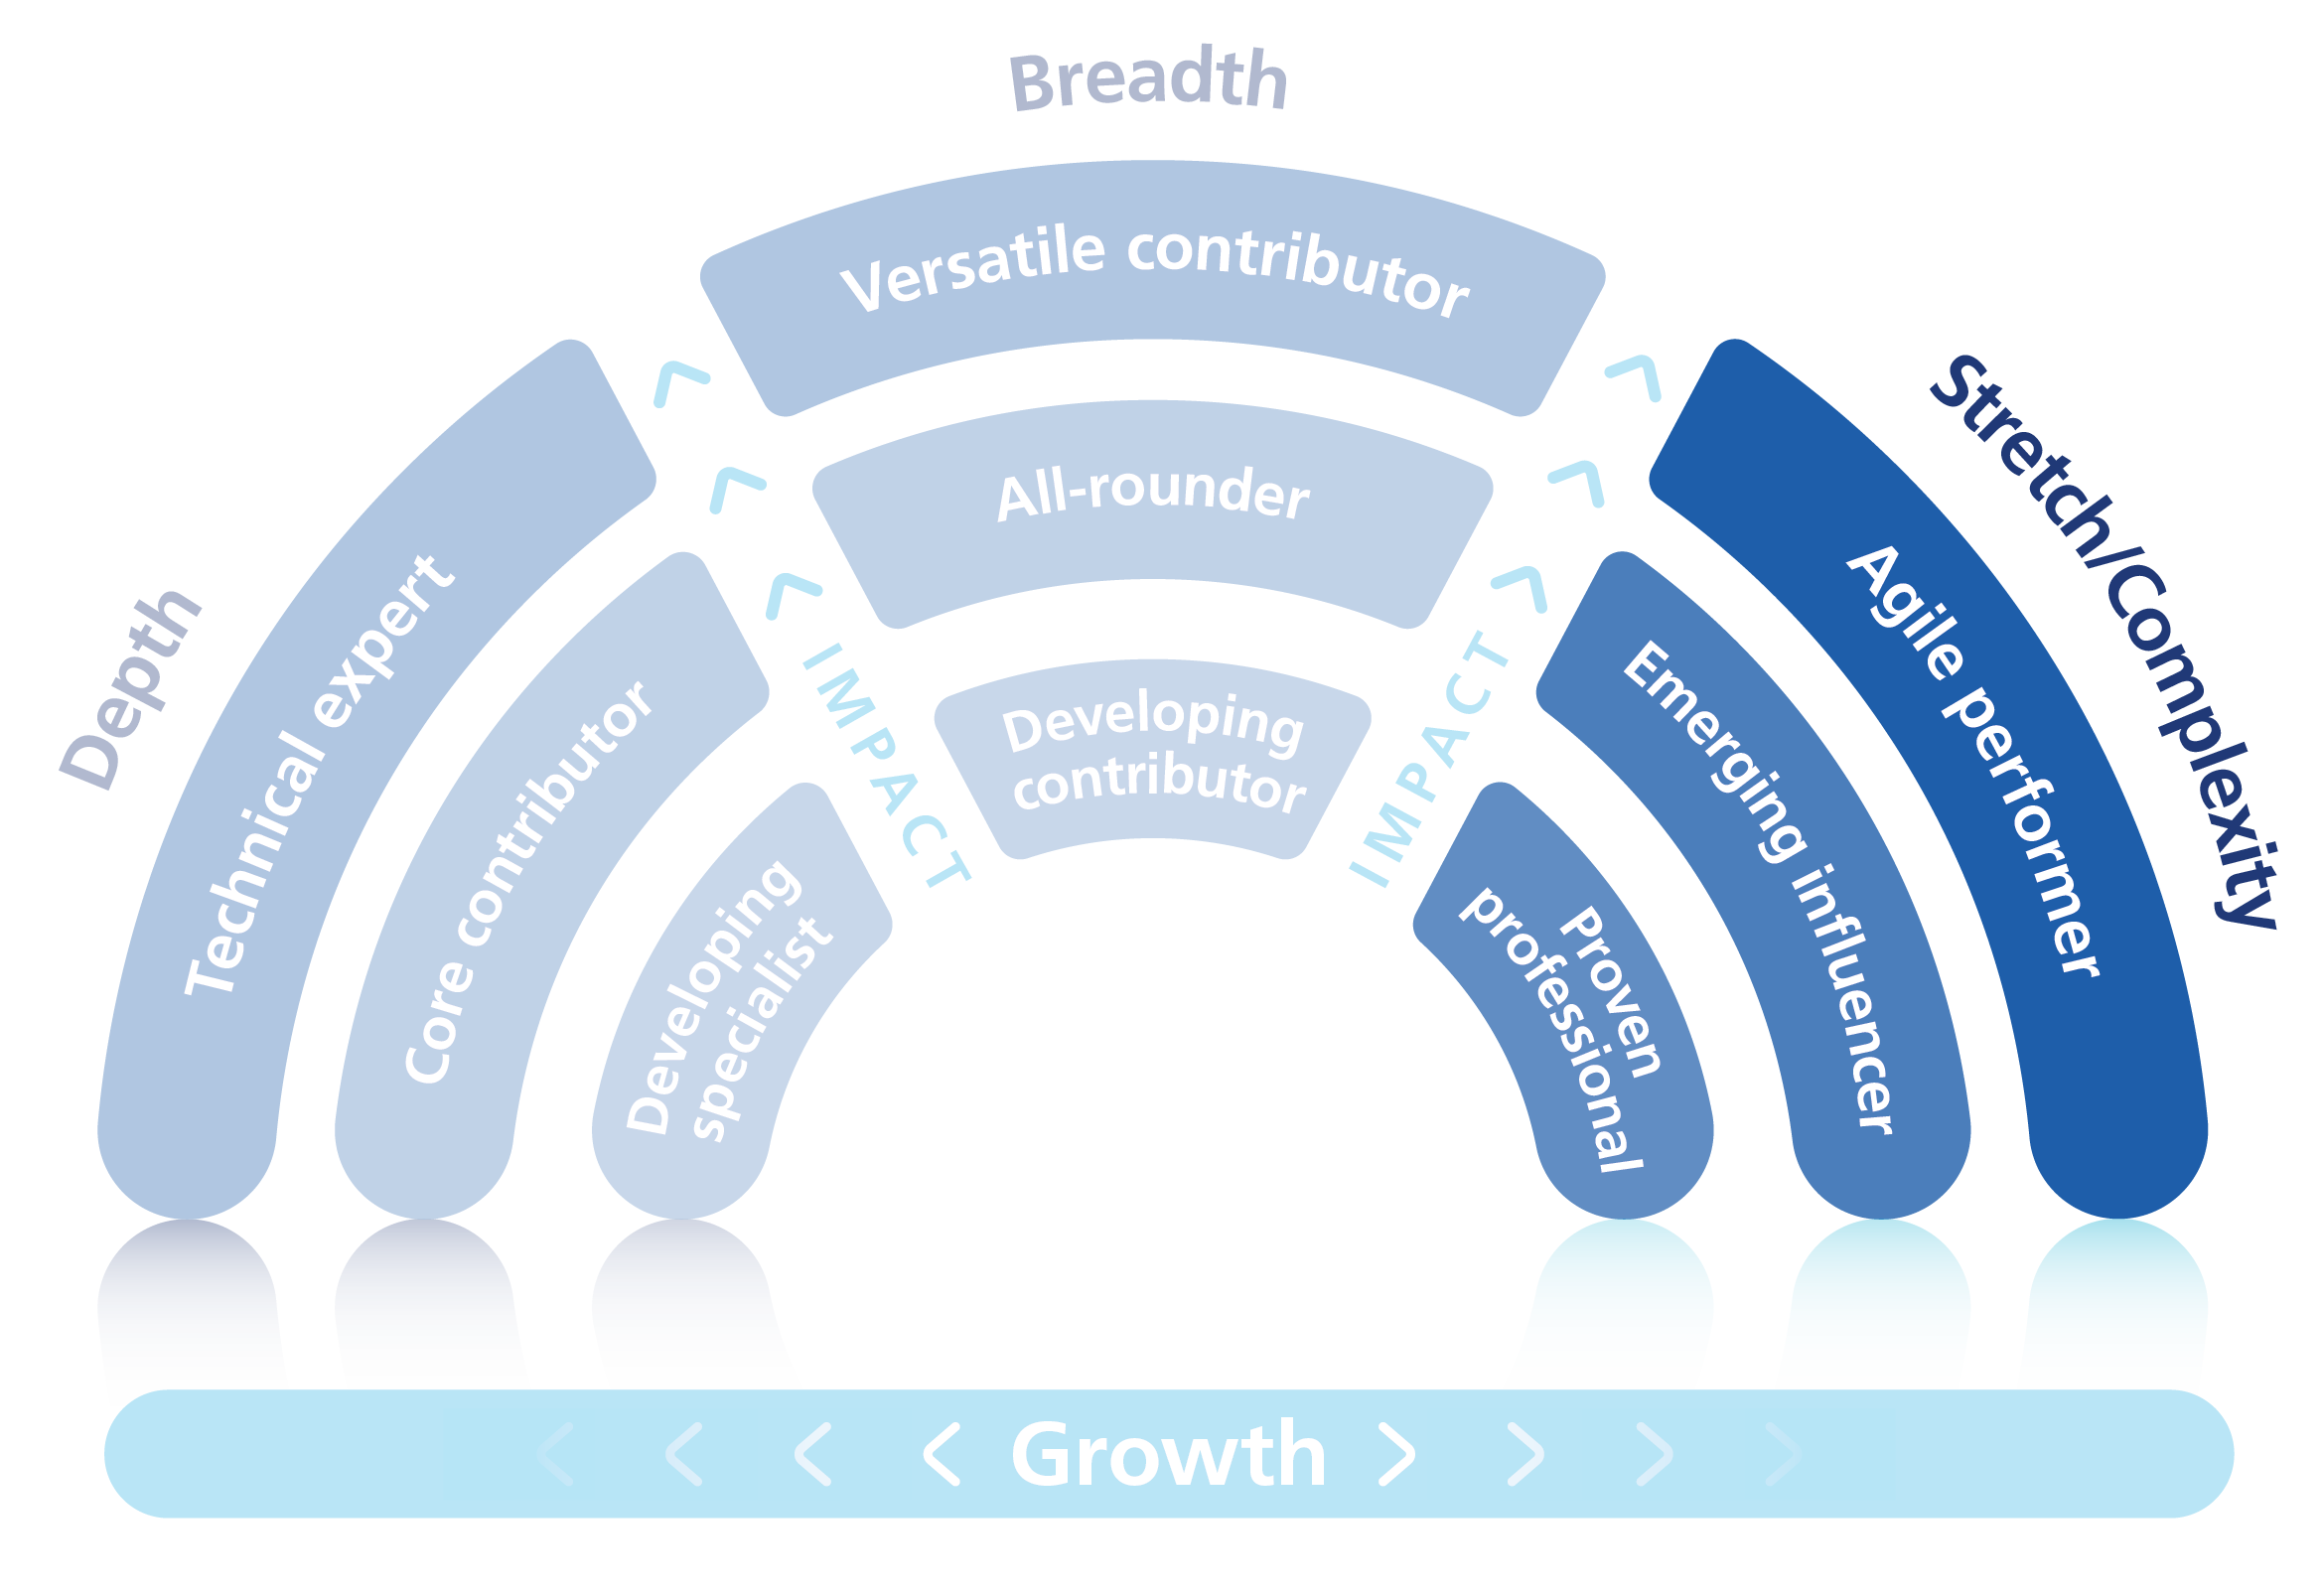 Breadth
Versatile contributor
All-rounder
Developing
contributor
Depth
Technical expert
Core contributor
Developing
specialist
IMPACT
IMPACT
Stretch/Complexity
Agile performer
Emerging influencer
Proven
professional
Growth